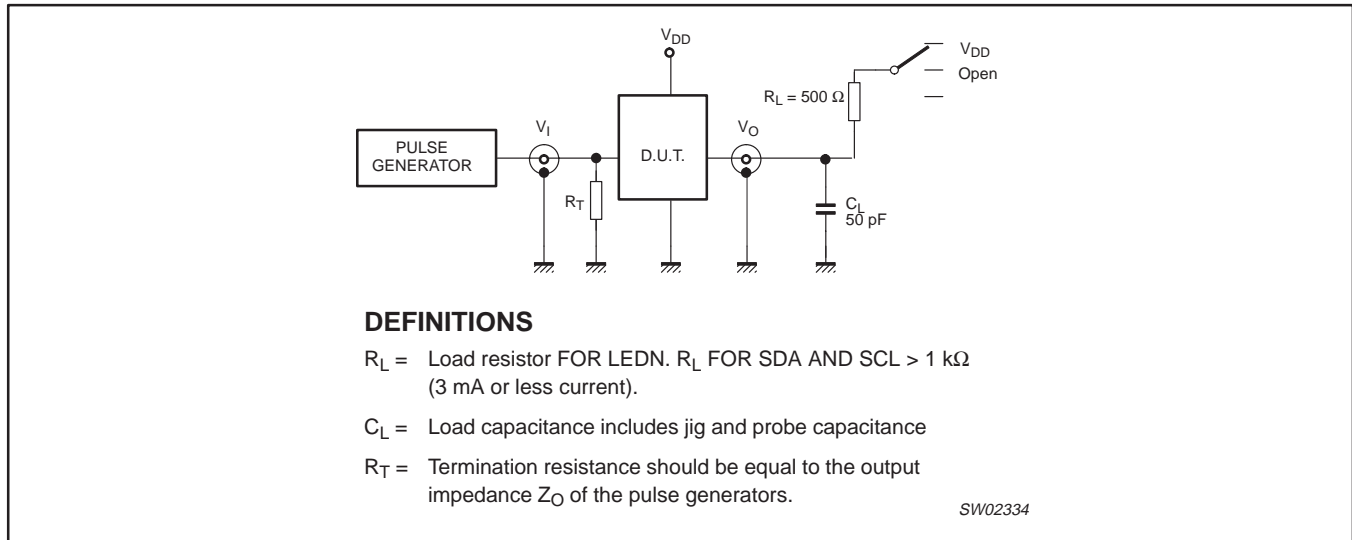 VDD
VDD
Open
RL = 500 Ω
VI
VO
PULSE
GENERATOR
D.U.T.
RT
CL
50 pF
DEFINITIONS
RL = Load resistor FOR LEDN. RL FOR SDA AND SCL > 1 kΩ
(3 mA or less current).
CL = Load capacitance includes jig and probe capacitance
RT = Termination resistance should be equal to the output
impedance ZO of the pulse generators.
SW02334